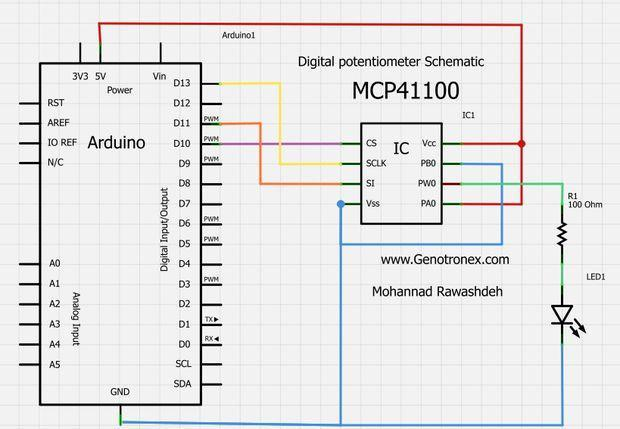 Arduino1
Digital potentiometer Schematic
MCP41100
3V3 5V Vin
Power
Arduino
RST
AREF
IO REF
N/C
A0
A1
A2
A3
A4
A5
Analog Input
Digital Input/Output
D13
D12
D11 PWM
D10 PWM
D9 PWM
D8
D7
D6 PWM
D5 PWM
D4
D3 PWM
D2
D1 TX▶
D0 RX◀
SCL
SDA
GND
IC1
IC
CS Vcc
SCLK PB0
SI PW0
Vss PA0
R1
100 Ohm
LED1
www.Genotronex.com
Mohannad Rawashdeh